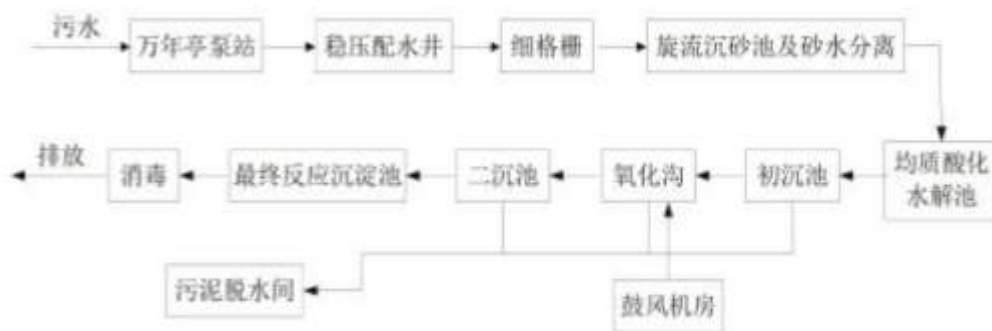 污水
万年亭泵站
稳压配水井
细格栅
旋流沉砂池及砂水分离
均质酸化
水解池
初沉池
氧化沟
二沉池
最终反应沉淀池
消毒
排放
污泥脱水间
鼓风机房